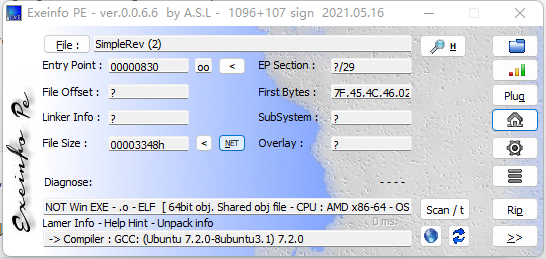 Exeinfo PE - ver.0.0.6.6 by A.S.L - 1096+107 sign 2021.05.16
File : SimpleRev (2) H
Entry Point : 00000830 oo < EP Section : ?/29
File Offset : ? First Bytes : 7F.45.4C.46.02 Plug
Linker Info : ? SubSystem : ?
File Size : 00003348h < NET Overlay : ?
Diagnose:
NOT Win EXE - .o - ELF [ 64bit obj. Shared obj file - CPU : AMD x86-64 - OS Scan / t Rip
Lamer Info - Help Hint - Unpack info 0 ms.
-> Compiler : GCC: (Ubuntu 7.2.0-8ubuntu3.1) 7.2.0 >>
Exeinfo Pe